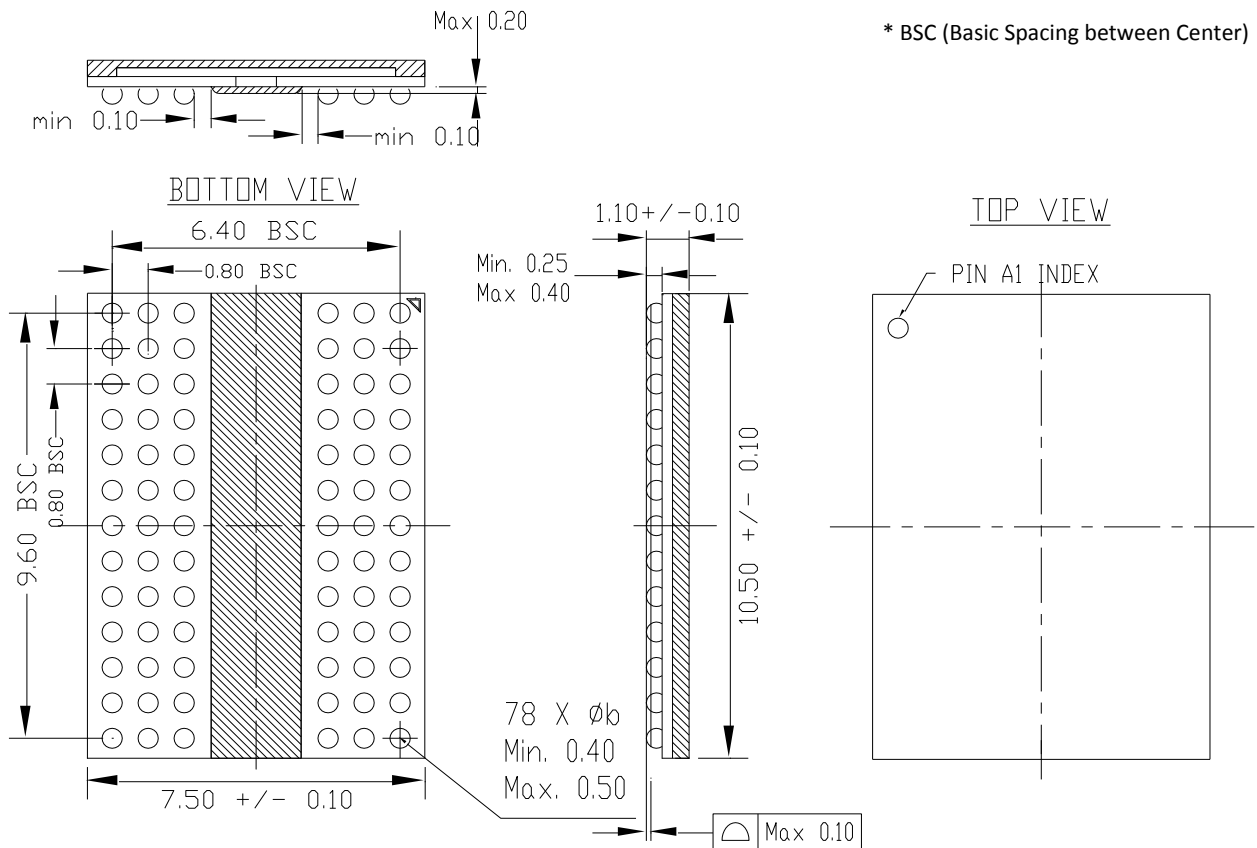 Max 0.20
* BSC (Basic Spacing between Center)
min 0.10
min 0.10
BOTTOM VIEW
6.40 BSC
0.80 BSC
9.60 BSC
0.80 BSC
7.50 +/- 0.10
1.10+/-0.10
Min. 0.25
Max 0.40
10.50 +/- 0.10
78 X Øb
Min. 0.40
Max. 0.50
Max 0.10
TOP VIEW
PIN A1 INDEX